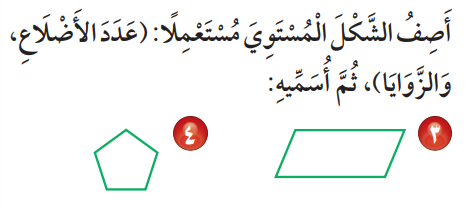 أَصِفُ الشَّكْلَ الْمُسْتَوِيَ مُسْتَعْمِلًا: (عَدَدَ الأَضْلَاعِ،
وَالزَّوَايَا)، ثُمَّ أُسَمِّيهِ:
٣ ٤